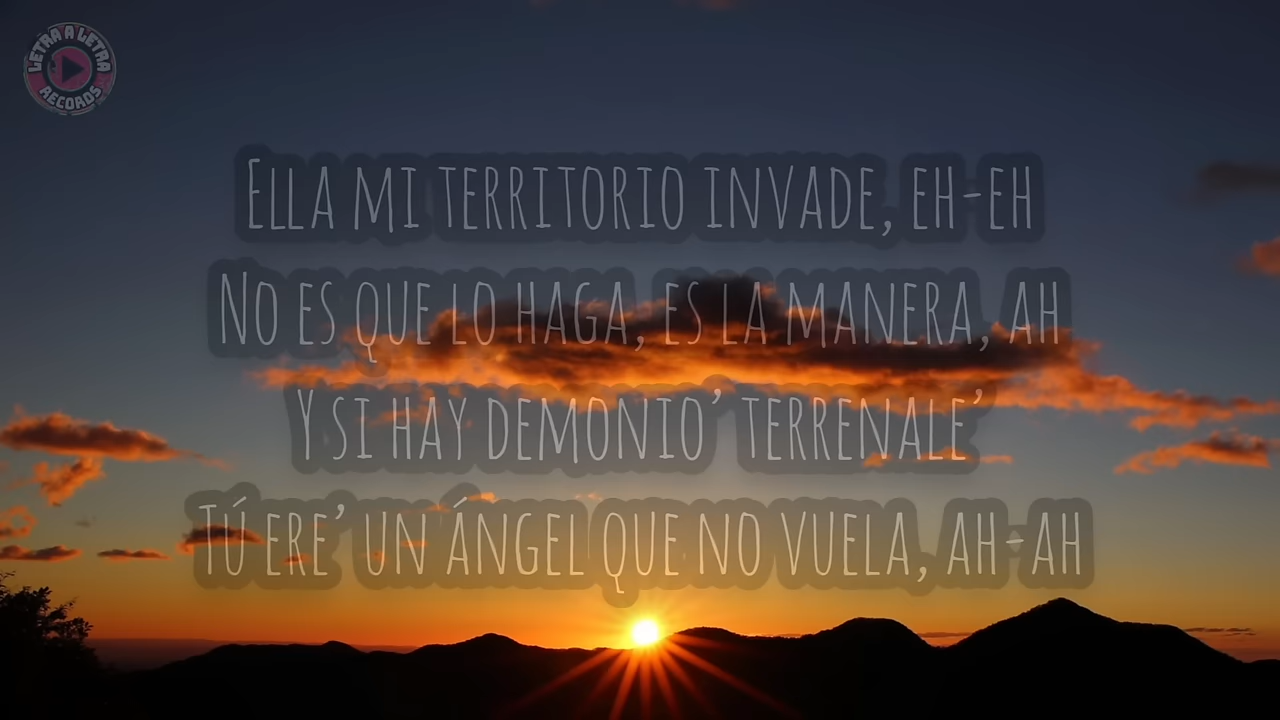 LETRA A LETRA
RECORDS
ELLA MI TERRITORIO INVADE, EH-EH
NO ES QUE LO HAGA, ES LA MANERA, AH
Y SI HAY DEMONIO’ TERRENALE’
TÚ ERE’ UN ÁNGEL QUE NO VUELA, AH-AH